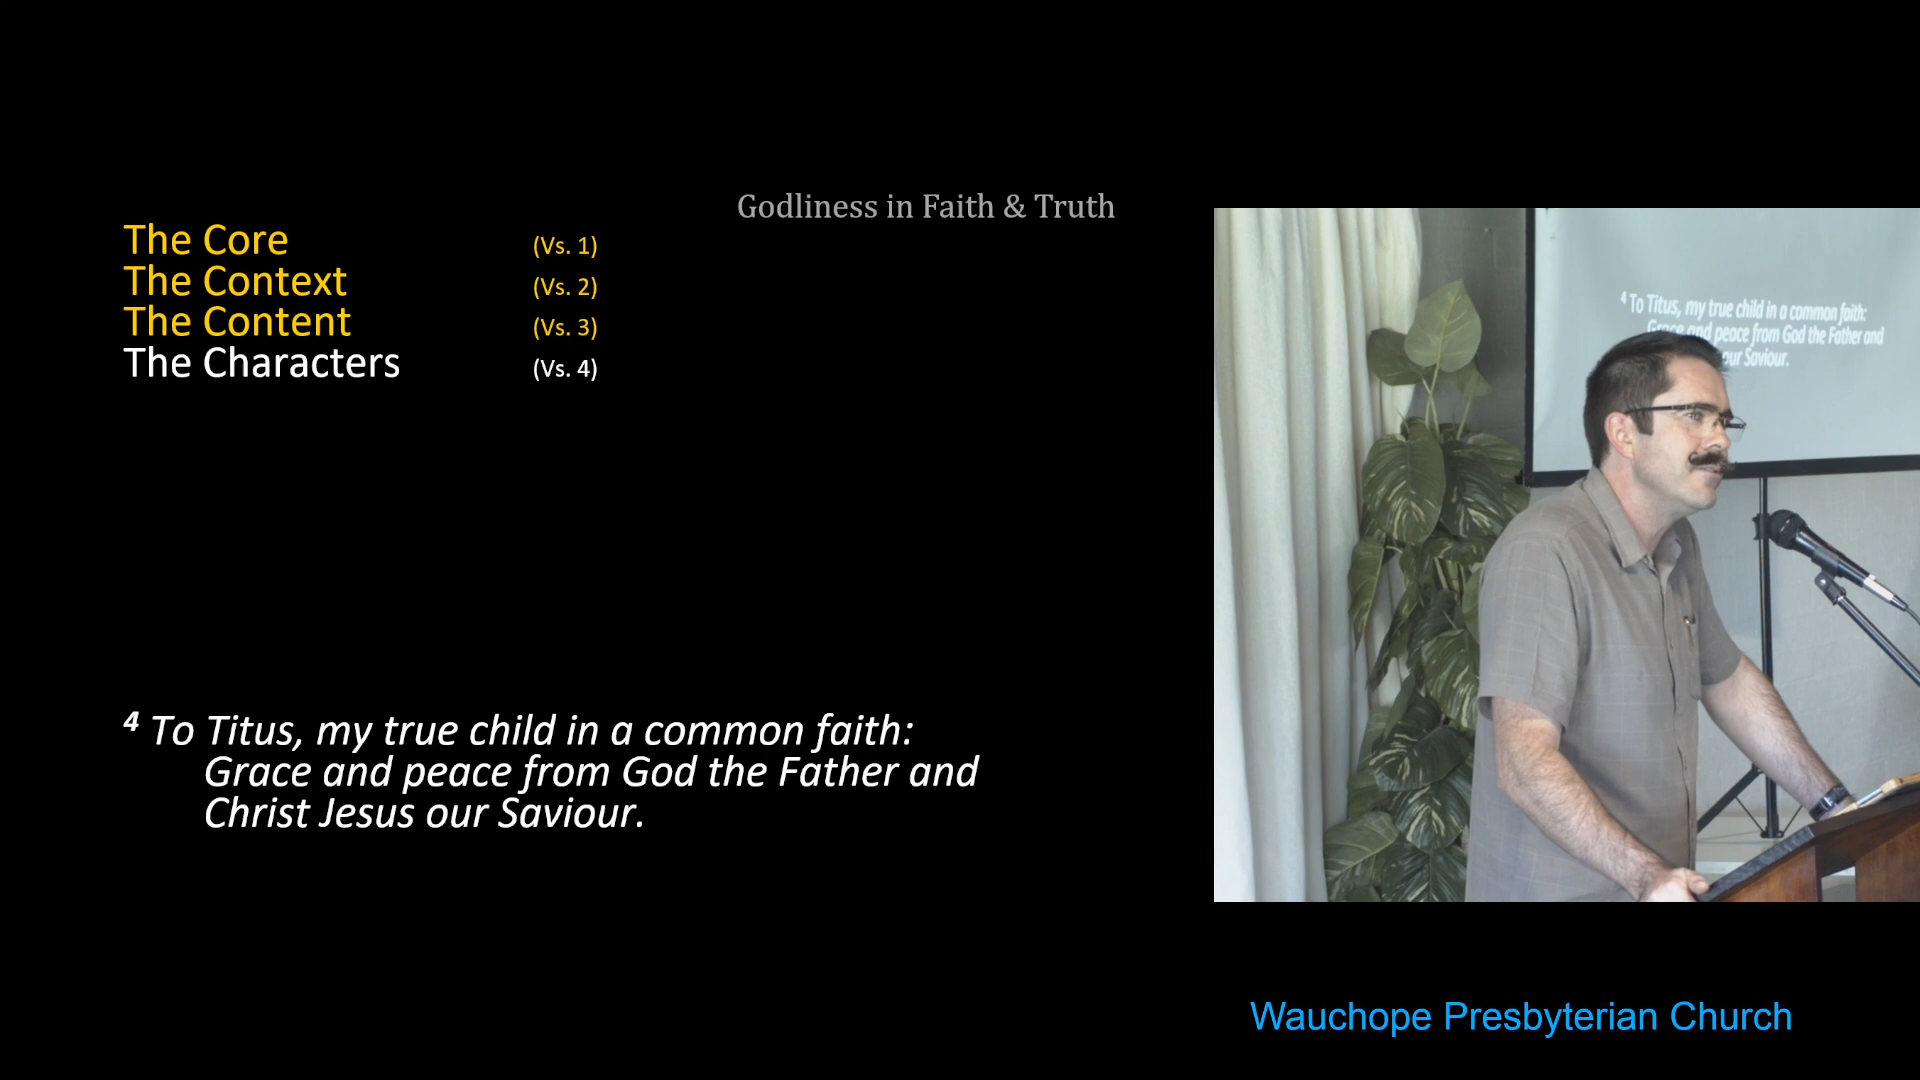 Godliness in Faith & Truth
The Core (Vs. 1)
The Context (Vs. 2)
The Content (Vs. 3)
The Characters (Vs. 4)
4 To Titus, my true child in a common faith:
Grace and peace from God the Father and
Christ Jesus our Saviour.
4 To Titus, my true child in a common faith:
Grace and peace from God the Father and
our Saviour.
Wauchope Presbyterian Church